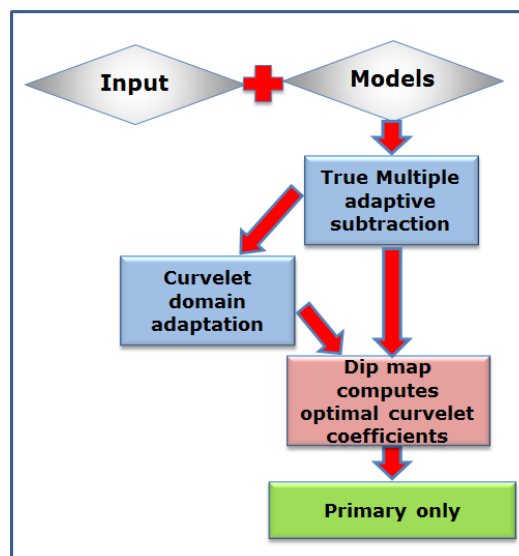 Input
Models
True Multiple
adaptive
subtraction
Curvelet
domain
adaptation
Dip map
computes
optimal curvelet
coefficients
Primary only